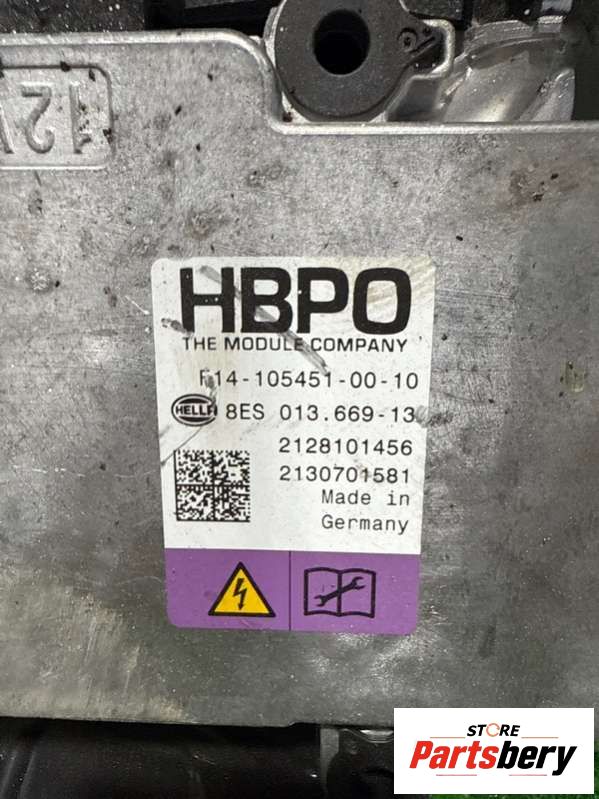 12V
HBPO
THE MODULE COMPANY
F14-105451-00-10
HELLA 8ES 013.669-13
2128101456
2130701581
Made in
Germany
STORE
Partsbery